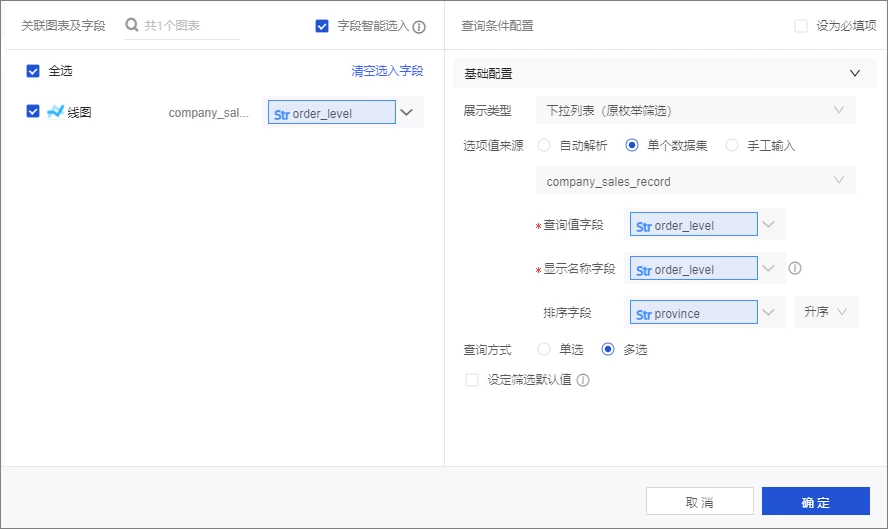 关联图表及字段
共1个图表
字段智能选入
全选
清空选入字段
线图
company_sal...
Str order_level
查询条件配置
设为必填项
基础配置
展示类型
下拉列表（原枚举筛选）
选项值来源
自动解析
单个数据集
手工输入
company_sales_record
*查询值字段
Str order_level
*显示名称字段
Str order_level
排序字段
Str province
升序
查询方式
单选
多选
设定筛选默认值
取消
确定